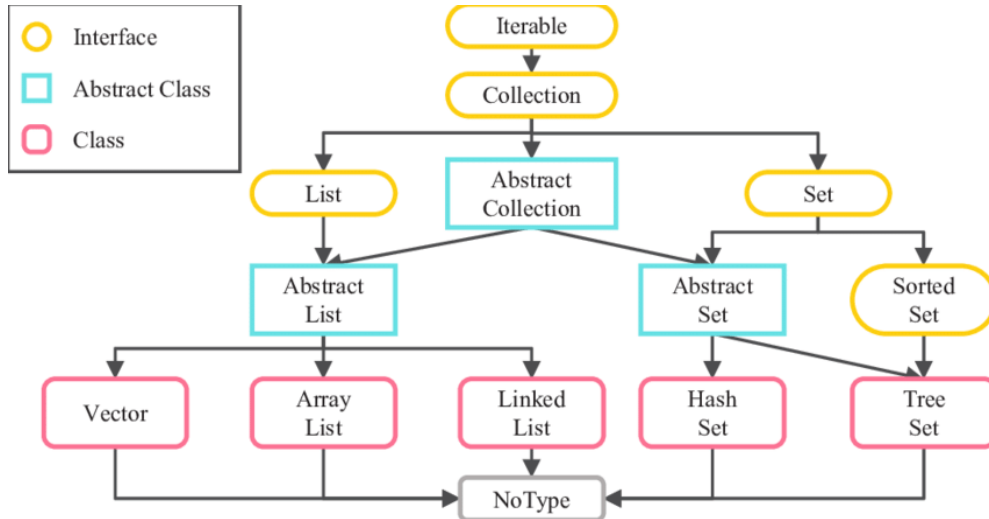 Interface
Abstract Class
Class
Iterable
Collection
List
Abstract
Collection
Set
Abstract
List
Abstract
Set
Sorted
Set
Vector
Array
List
Linked
List
Hash
Set
Tree
Set
NoType